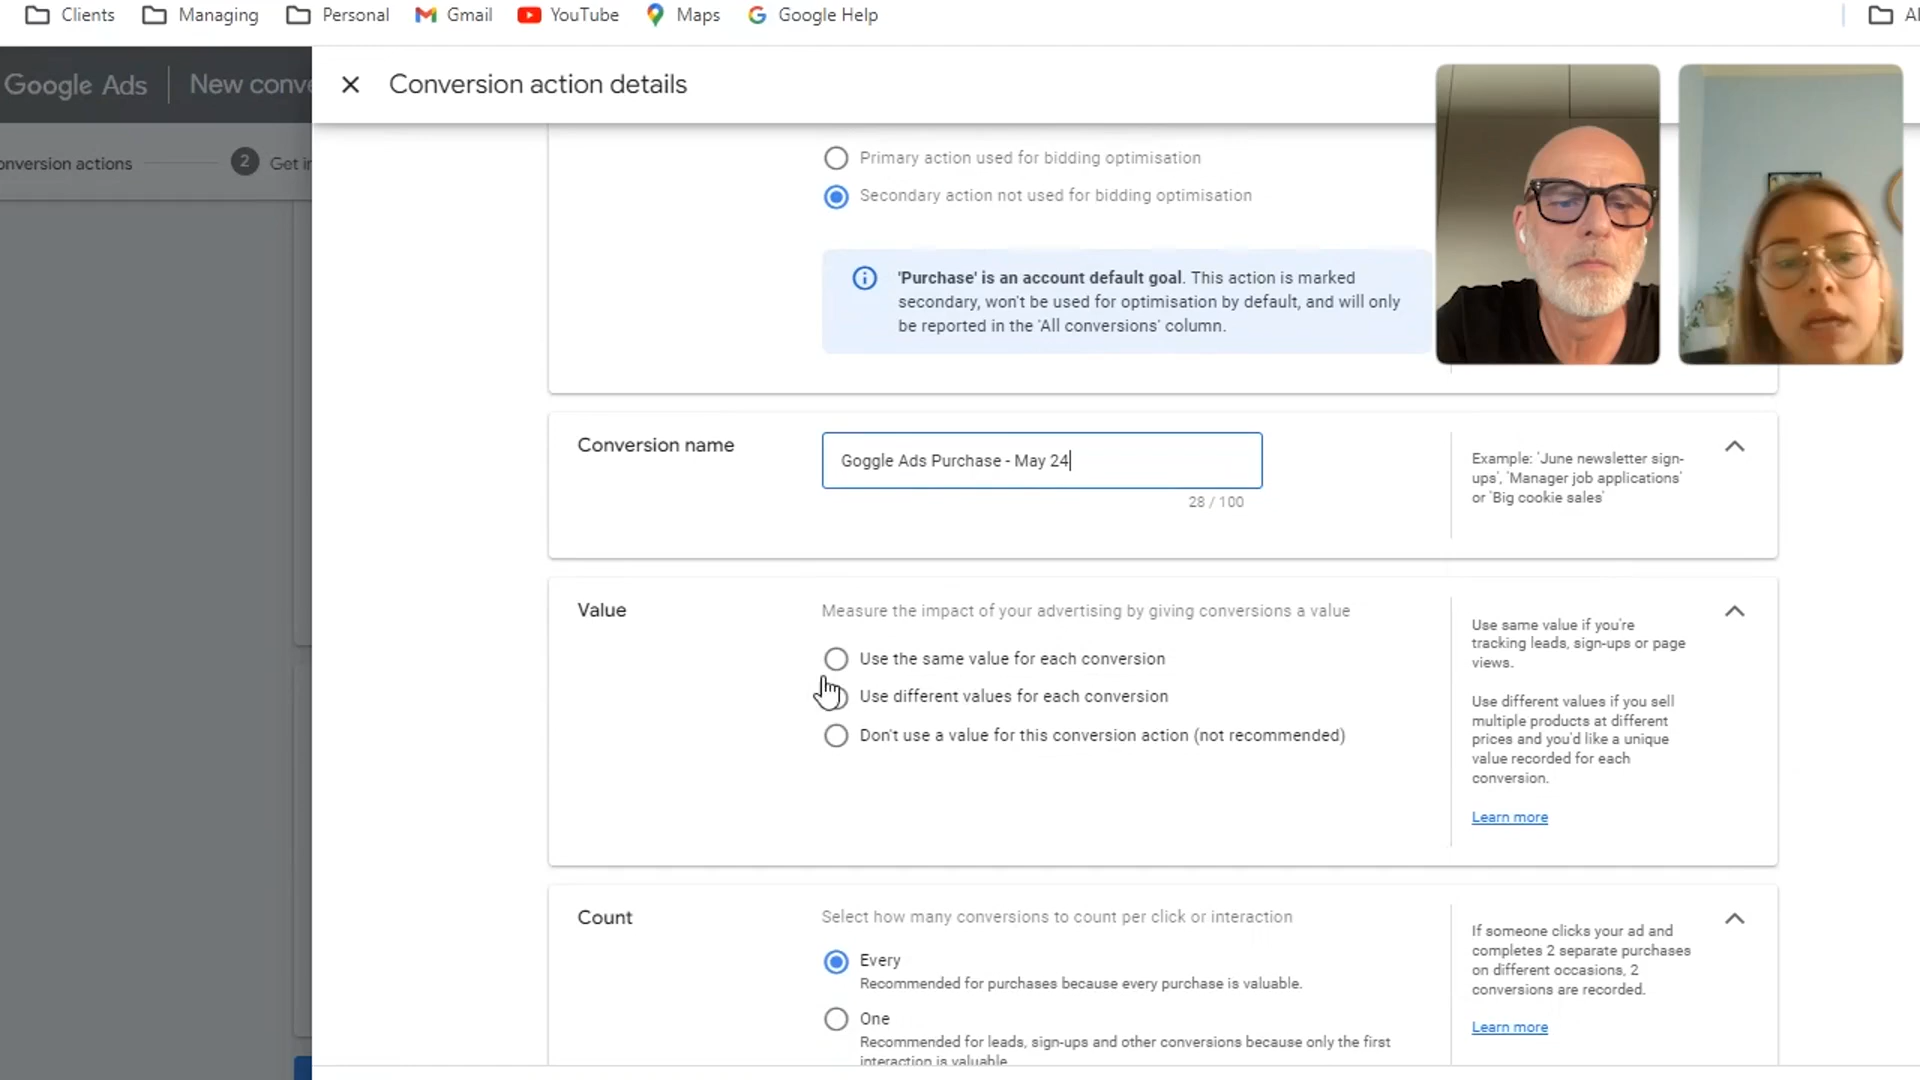 Clients
Managing
Personal
Gmail
YouTube
Maps
Google Help
Al
Google Ads
New conve
Conversion action details
onversion actions
2
Get in
Primary action used for bidding optimisation
Secondary action not used for bidding optimisation
'Purchase' is an account default goal. This action is marked
secondary, won't be used for optimisation by default, and will only
be reported in the 'All conversions' column.
Conversion name
Goggle Ads Purchase - May 24
28 / 100
Example: 'June newsletter sign-
ups', 'Manager job applications'
or 'Big cookie sales'
Value
Measure the impact of your advertising by giving conversions a value
Use the same value for each conversion
Use different values for each conversion
Don't use a value for this conversion action (not recommended)
Use same value if you're
tracking leads, sign-ups or page
views.
Use different values if you sell
multiple products at different
prices and you'd like a unique
value recorded for each
conversion.
Learn more
Count
Select how many conversions to count per click or interaction
Every
Recommended for purchases because every purchase is valuable.
One
Recommended for leads, sign-ups and other conversions because only the first
interaction is valuable
If someone clicks your ad and
completes 2 separate purchases
on different occasions, 2
conversions are recorded.
Learn more